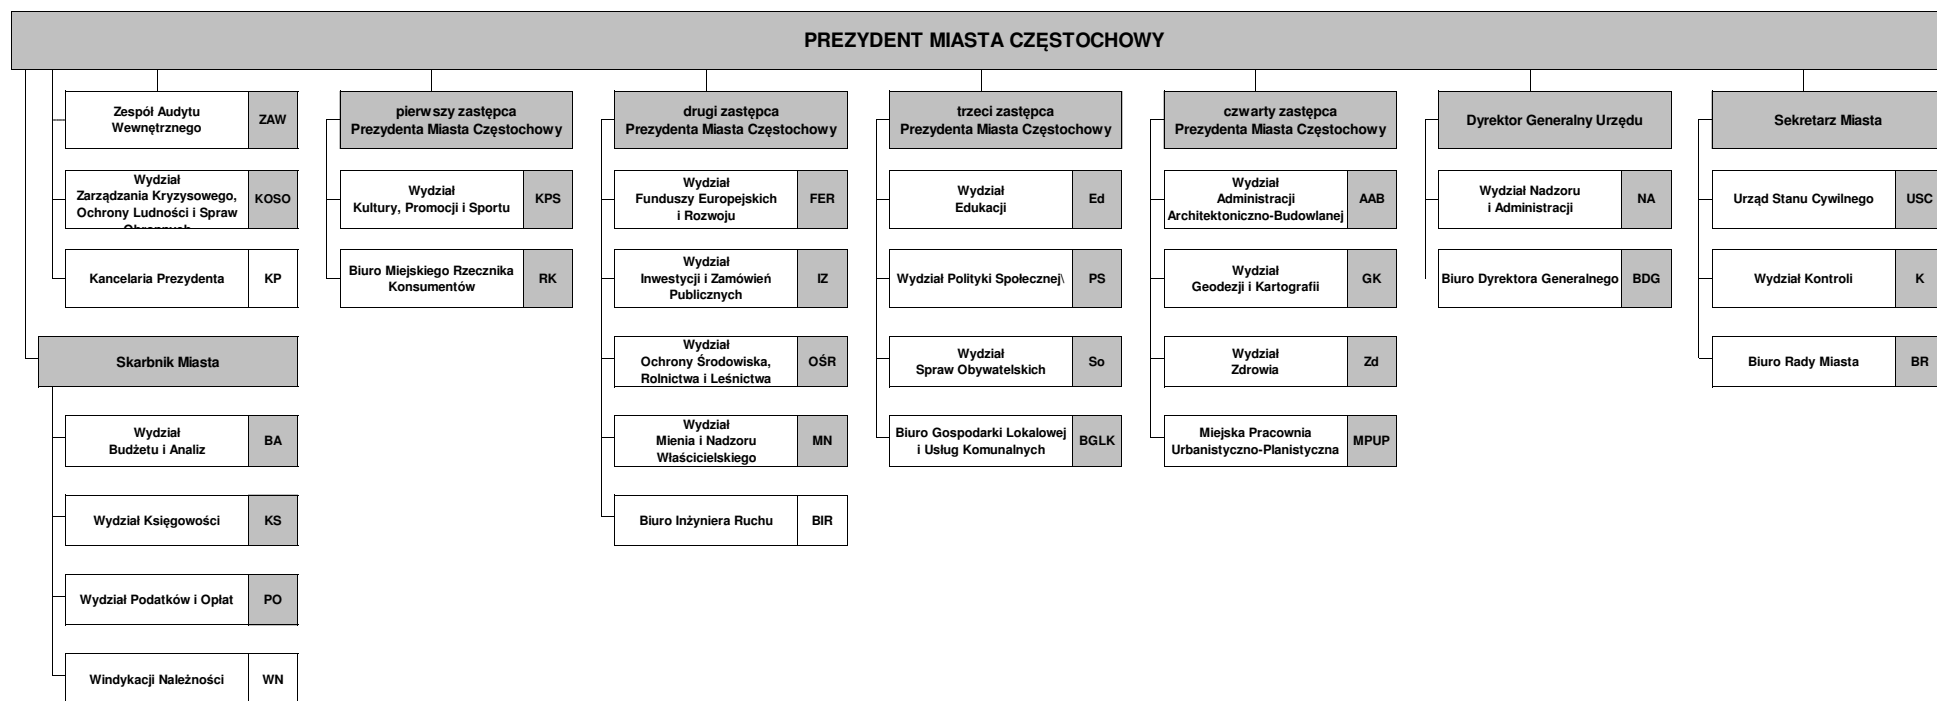 PREZYDENT MIASTA CZĘSTOCHOWY
Zespół Audytu
Wewnętrznego
ZAW
Wydział
Zarządzania Kryzysowego,
Ochrony Ludności i Spraw
KOSO
Kancelaria Prezydenta
KP
Skarbnik Miasta
Wydział
Budżetu i Analiz
BA
Wydział Księgowości
KS
Wydział Podatków i Opłat
PO
Windykacji Należności
WN
pierwszy zastępca
Prezydenta Miasta Częstochowy
Wydział
Kultury, Promocji i Sportu
KPS
Biuro Miejskiego Rzecznika
Konsumentów
RK
drugi zastępca
Prezydenta Miasta Częstochowy
Wydział
Funduszy Europejskich
i Rozwoju
FER
Wydział
Inwestycji i Zamówień
Publicznych
IZ
Wydział
Ochrony Środowiska,
Rolnictwa i Leśnictwa
OŚR
Wydział
Mienia i Nadzoru
Właścicielskiego
MN
Biuro Inżyniera Ruchu
BIR
trzeci zastępca
Prezydenta Miasta Częstochowy
Wydział
Edukacji
Ed
Wydział Polityki Społecznej\
PS
Wydział
Spraw Obywatelskich
So
Biuro Gospodarki Lokalowej
i Usług Komunalnych
BGLK
czwarty zastępca
Prezydenta Miasta Częstochowy
Wydział
Administracji
Architektoniczno-Budowlanej
AAB
Wydział
Geodezji i Kartografii
GK
Wydział
Zdrowia
Zd
Miejska Pracownia
Urbanistyczno-Planistyczna
MPUP
Dyrektor Generalny Urzędu
Wydział Nadzoru
i Administracji
NA
Biuro Dyrektora Generalnego
BDG
Sekretarz Miasta
Urząd Stanu Cywilnego
USC
Wydział Kontroli
K
Biuro Rady Miasta
BR